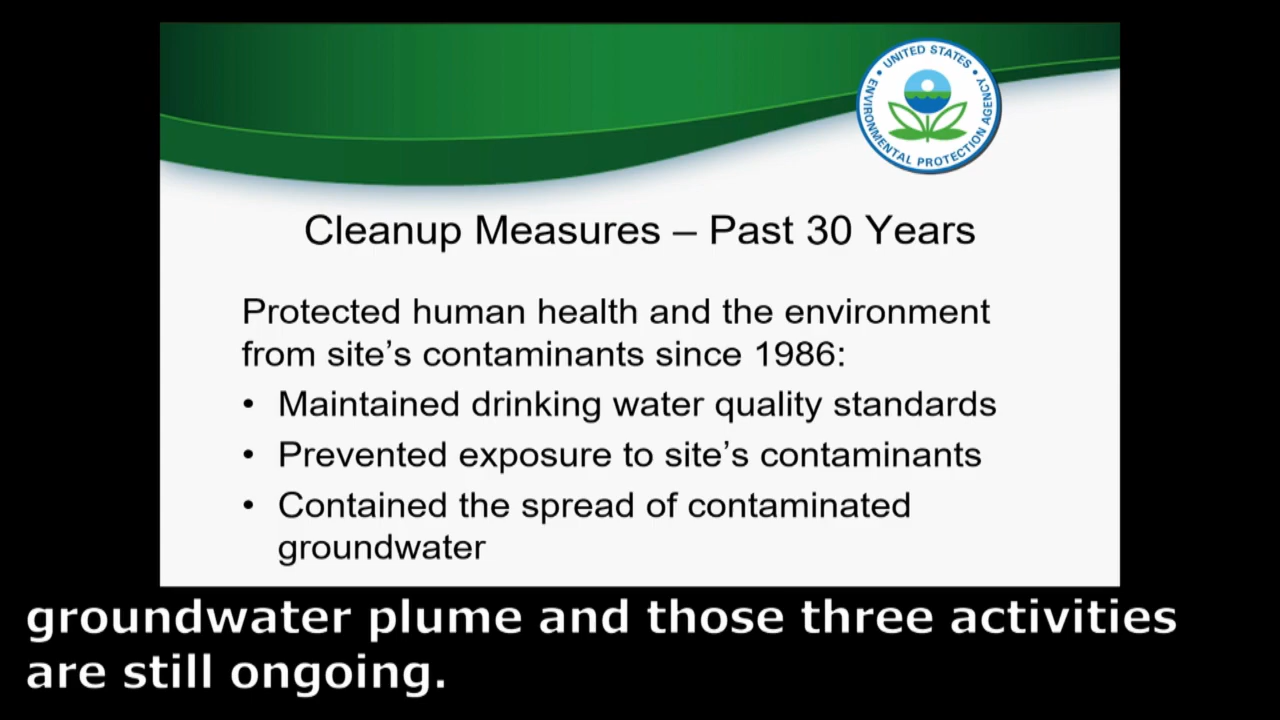 UNITED STATES
ENVIRONMENTAL PROTECTION AGENCY
Cleanup Measures – Past 30 Years
Protected human health and the environment
from site’s contaminants since 1986:
• Maintained drinking water quality standards
• Prevented exposure to site’s contaminants
• Contained the spread of contaminated
groundwater
groundwater plume and those three activities
are still ongoing.